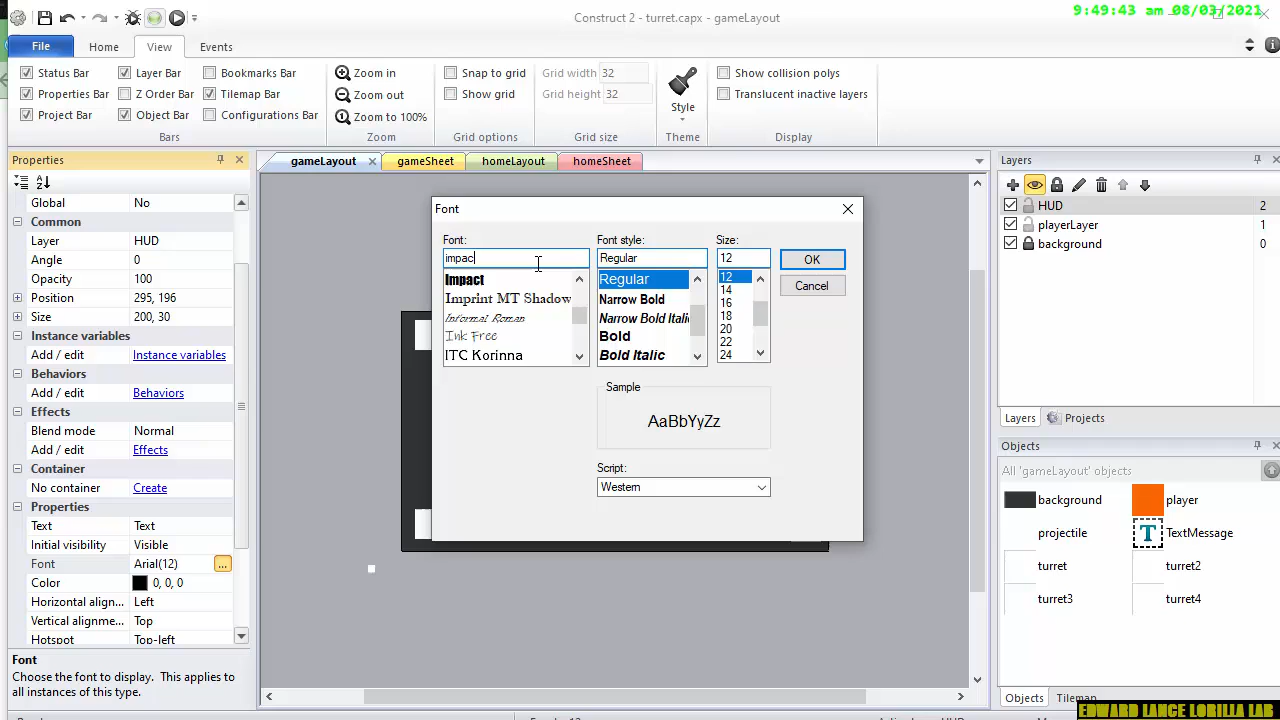 Construct 2 - turret.capx - gameLayout
9:49:43 am 08/03/2021
File
Home
View
Events
Status Bar
Layer Bar
Bookmarks Bar
Zoom in
Snap to grid
Grid width 32
Show collision polys
Properties Bar
Z Order Bar
Tilemap Bar
Zoom out
Show grid
Grid height 32
Style
Translucent inactive layers
Project Bar
Object Bar
Configurations Bar
Zoom to 100%
Bars
Zoom
Grid options
Grid size
Theme
Display
Properties
gameLayout
gameSheet
homeLayout
homeSheet
Layers
Global No
Common
Layer HUD
Angle 0
Opacity 100
Position 295, 196
Size 200, 30
Instance variables
Add / edit Instance variables
Behaviors
Add / edit Behaviors
Effects
Blend mode Normal
Add / edit Effects
Container
No container Create
Properties
Text Text
Initial visibility Visible
Font Arial(12) ...
Color 0, 0, 0
Horizontal align... Left
Vertical alignme... Top
Hotspot Top-left
Font
Choose the font to display. This applies to
all instances of this type.
Font
Font:
impac
Impact
Imprint MT Shadow
Informal Roman
Ink Free
ITC Korinna
Font style:
Regular
Regular
Narrow Bold
Narrow Bold Itali
Bold
Bold Italic
Size:
12
12
14
16
18
20
22
24
OK
Cancel
Sample
AaBbYyZz
Script:
Western
HUD 2
playerLayer 1
background 0
Layers
Projects
Objects
All 'gameLayout' objects
background
player
projectile
T TextMessage
turret
turret2
turret3
turret4
Objects
Tilemap
EDWARD LANCE LORILLA LAB